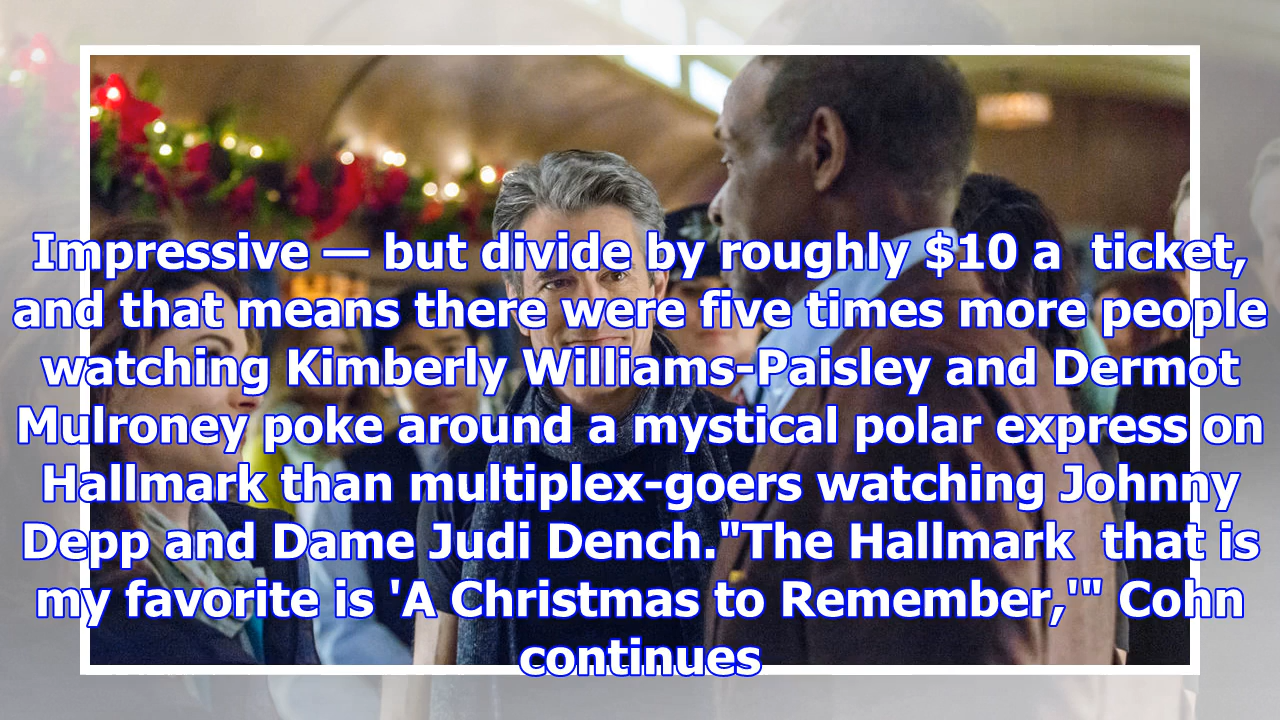 Impressive — but divide by roughly $10 a  ticket,
and that means there were five times more people
watching Kimberly Williams-Paisley and Dermot
Mulroney poke around a mystical polar express on
Hallmark than multiplex-goers watching Johnny
Depp and Dame Judi Dench."The Hallmark  that is
my favorite is 'A Christmas to Remember,'" Cohn
continues